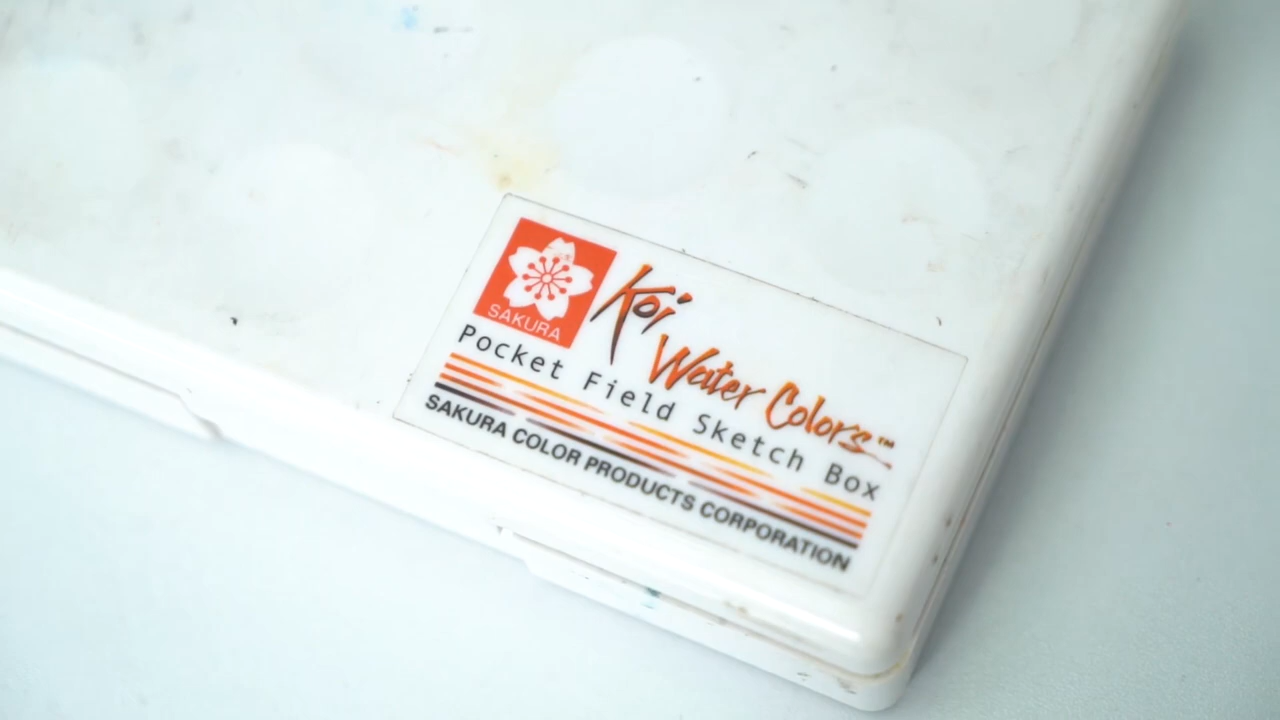 SAKURA
Koi
Water Colors™
Pocket Field Sketch Box
SAKURA COLOR PRODUCTS CORPORATION